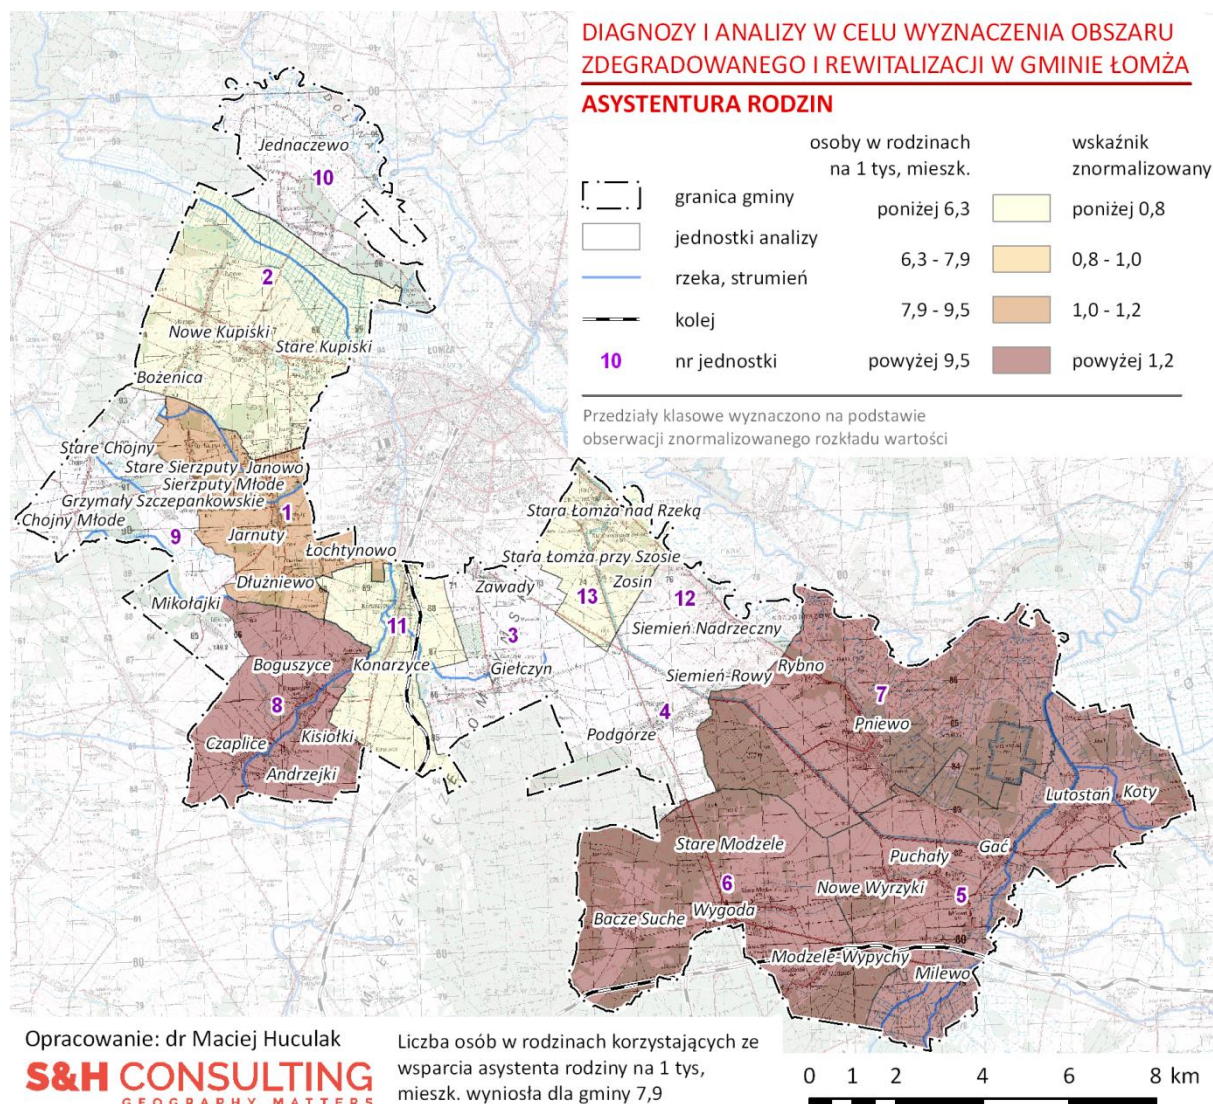 DIAGNOZY I ANALIZY W CELU WYZNACZENIA OBSZARU
ZDEGRADOWANEGO I REWITALIZACJI W GMINIE ŁOMŻA
ASYSTENTURA RODZIN
osoby w rodzinach
na 1 tys, mieszk.
wskaźnik
znormalizowany
granica gminy
jednostki analizy
rzeka, strumień
kolej
10 nr jednostki
poniżej 6,3 poniżej 0,8
6,3 - 7,9 0,8 - 1,0
7,9 - 9,5 1,0 - 1,2
powyżej 9,5 powyżej 1,2
Przedziały klasowe wyznaczono na podstawie
obserwacji znormalizowanego rozkładu wartości
Jednaczewo
10
2
Nowe Kupiski
Stare Kupiski
ŁOMŻA
Bożenica
Stare Chojny
Stare Sierzputy
Janowo
Sierzputy Młode
Grzymały Szczepankowskie
Chojny Młode
1
9
Jarnuty
Łochtynowo
Dłużniewo
Mikołajki
Stara Łomża nad Rzeką
Stara Łomża przy Szosie
Zosin
Zawady
13
12
11
3
Siemień Nadrzeczny
Boguszyce
Konarzyce
Giełczyn
Siemień-Rowy
Rybno
7
8
4
Pniewo
Czaplice
Kisiołki
Podgórze
Andrzejki
Lutostań
Koty
Stare Modzele
Puchały
Gać
6
Nowe Wyrzyki
5
Bacze Suche
Wygoda
Modzele-Wypychy
Milewo
Opracowanie: dr Maciej Huculak
S&H CONSULTING
GEOGRAPHY MATTERS
Liczba osób w rodzinach korzystających ze
wsparcia asystenta rodziny na 1 tys,
mieszk. wyniosła dla gminy 7,9
0 1 2 4 6 8 km